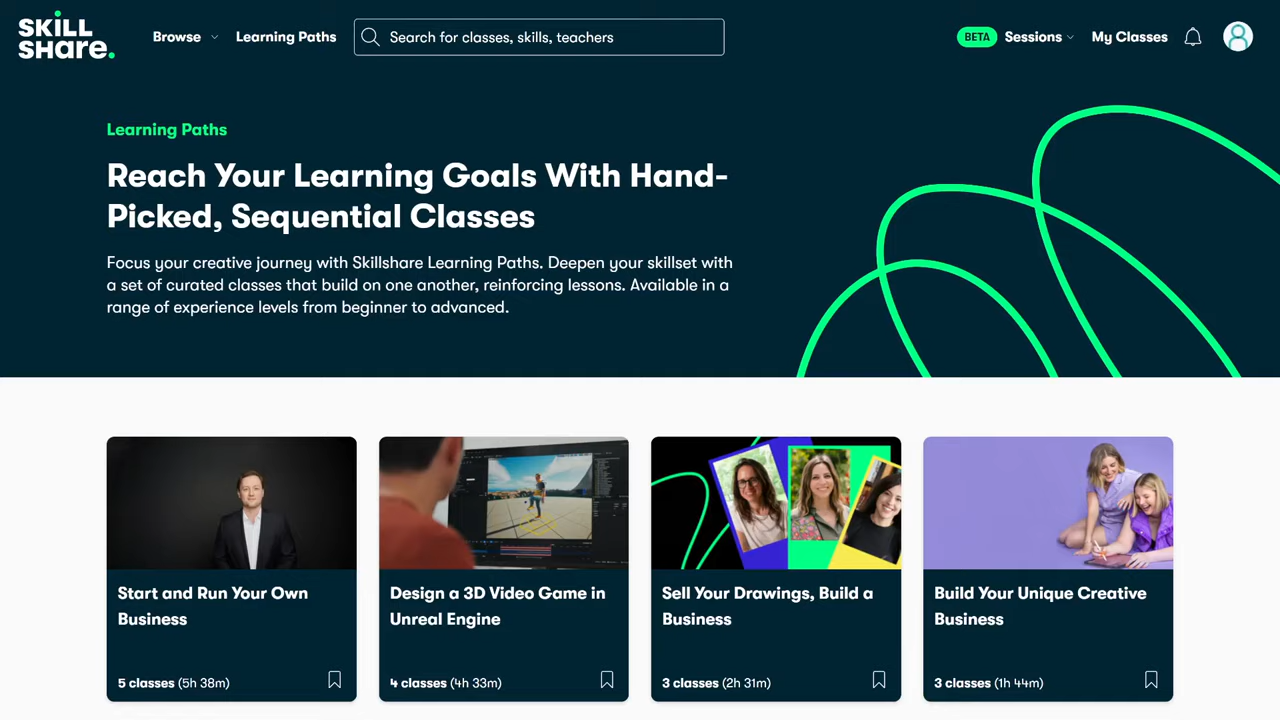 SKILL
SHare.
Browse
Learning Paths
Search for classes, skills, teachers
BETA
Sessions
My Classes
Learning Paths
Reach Your Learning Goals With Hand-
Picked, Sequential Classes
Focus your creative journey with Skillshare Learning Paths. Deepen your skillset with
a set of curated classes that build on one another, reinforcing lessons. Available in a
range of experience levels from beginner to advanced.
Start and Run Your Own
Business
5 classes (5h 38m)
Design a 3D Video Game in
Unreal Engine
4 classes (4h 33m)
Sell Your Drawings, Build a
Business
3 classes (2h 31m)
Build Your Unique Creative
Business
3 classes (1h 44m)